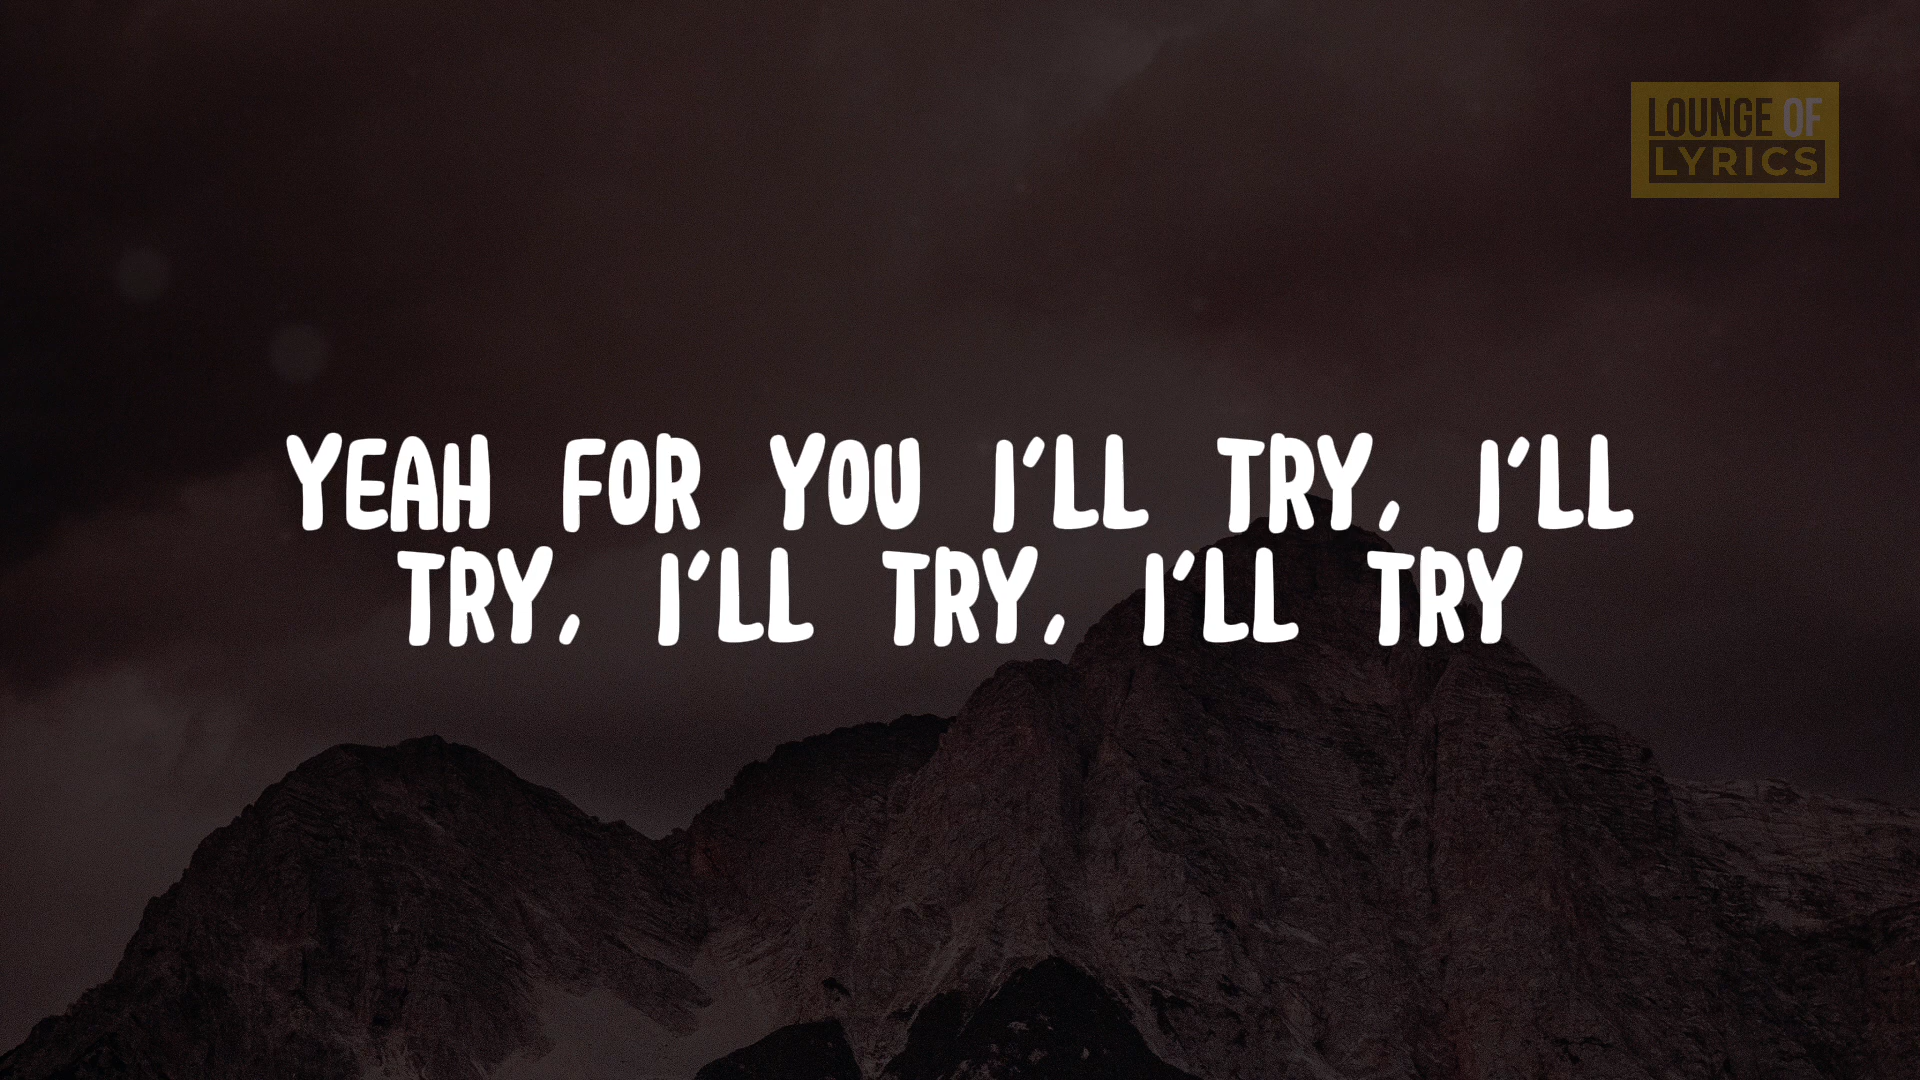 LOUNGE OF
LYRICS
YEAH FOR YOU I'LL TRY, I'LL
TRY, I'LL TRY, I'LL TRY